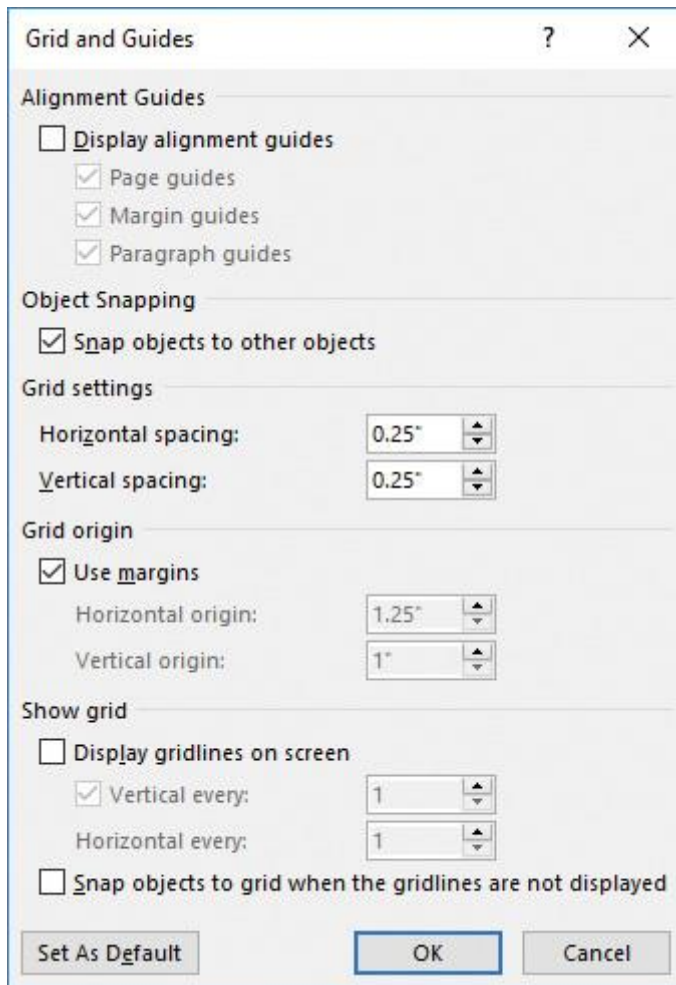 Grid and Guides ?
Alignment Guides
Display alignment guides
Page guides
Margin guides
Paragraph guides
Object Snapping
Snap objects to other objects
Grid settings
Horizontal spacing: 0.25"
Vertical spacing: 0.25"
Grid origin
Use margins
Horizontal origin: 1.25"
Vertical origin: 1"
Show grid
Display gridlines on screen
Vertical every: 1
Horizontal every: 1
Snap objects to grid when the gridlines are not displayed
Set As Default OK Cancel